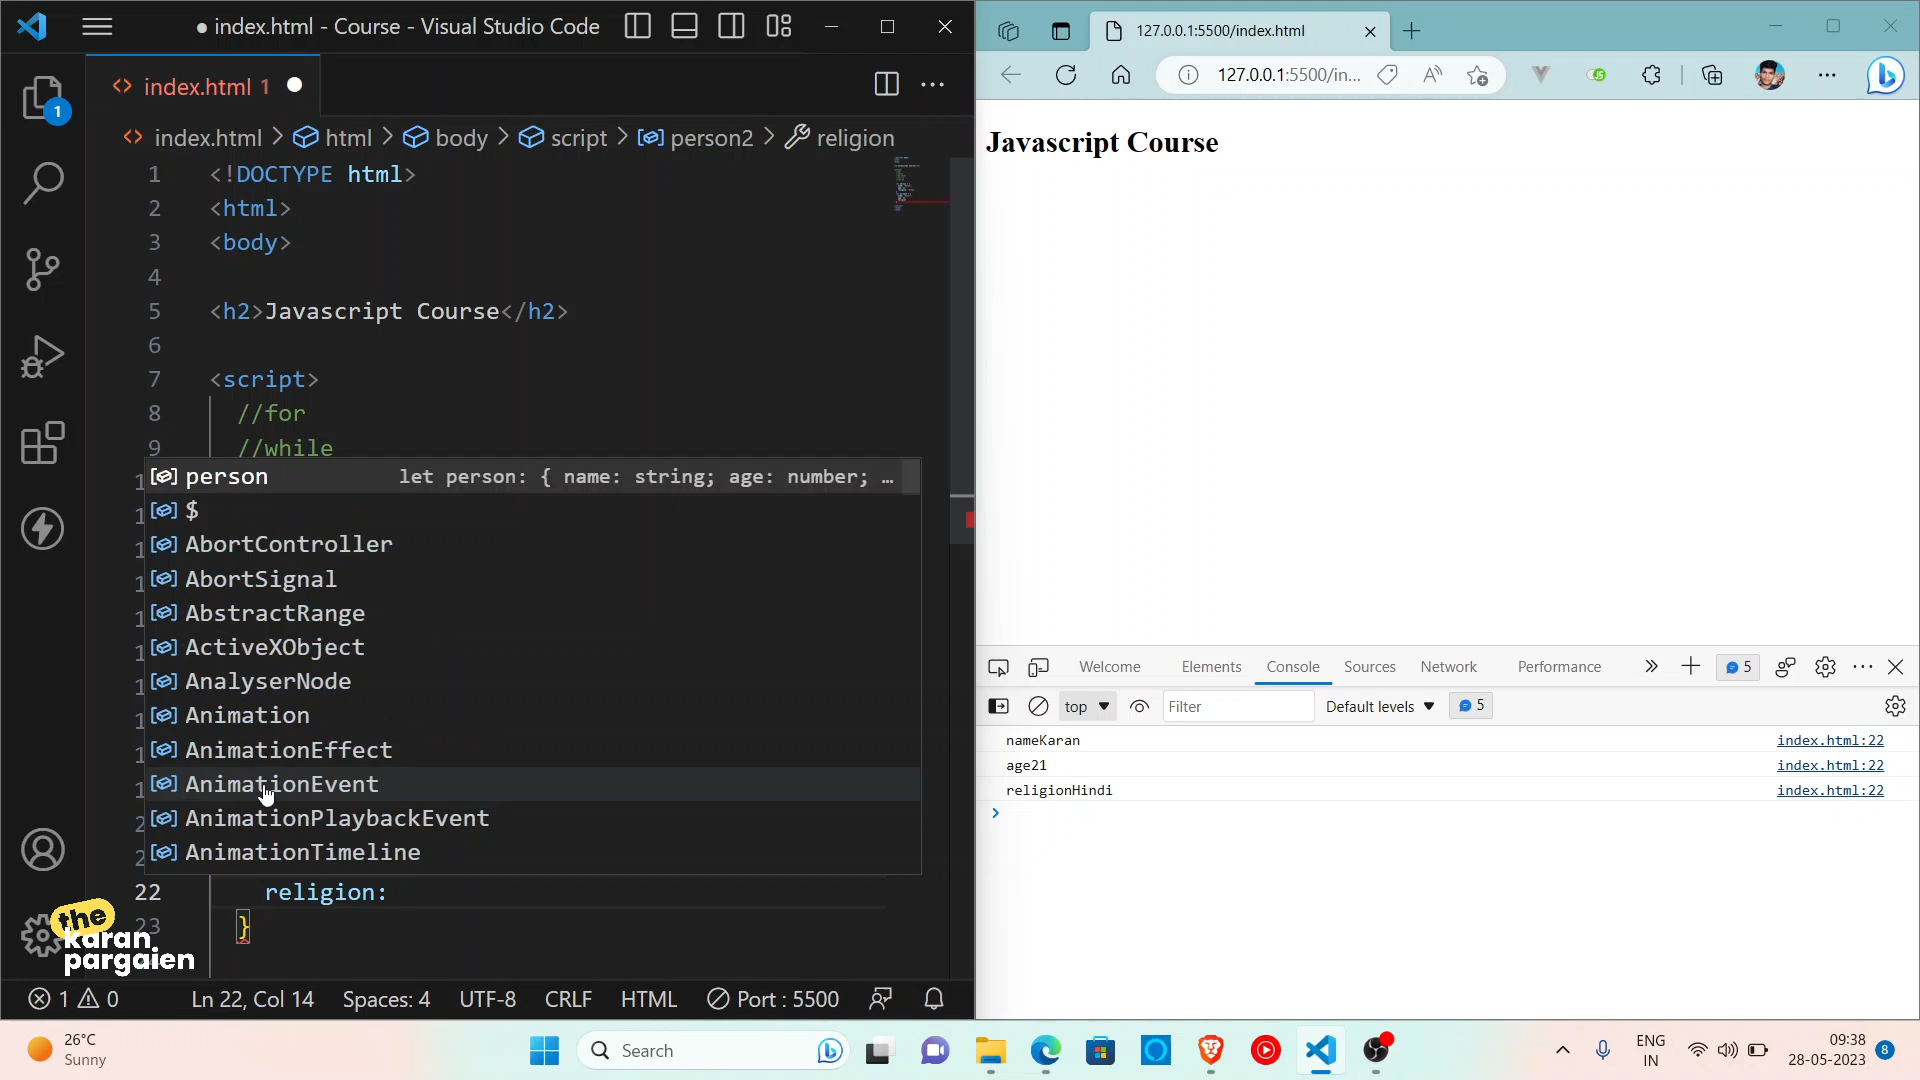 index.html - Course - Visual Studio Code
index.html 1
index.html > html > body > script > person2 > religion
1 <!DOCTYPE html>
2 <html>
3 <body>
4
5 <h2>Javascript Course</h2>
6
7 <script>
8 //for
9 //while
person let person: { name: string; age: number; …
$
AbortController
AbortSignal
AbstractRange
ActiveXObject
AnalyserNode
Animation
AnimationEffect
AnimationEvent
AnimationPlaybackEvent
AnimationTimeline
22 religion:
23 }
the
karan
pargaien
1 0 Ln 22, Col 14 Spaces: 4 UTF-8 CRLF HTML Port : 5500
127.0.0.1:5500/index.html
127.0.0.1:5500/in...
Javascript Course
Welcome Elements Console Sources Network Performance 5
top Filter Default levels 5
nameKaran index.html:22
age21 index.html:22
religionHindi index.html:22
26°C
Sunny
Search
ENG
IN
09:38
28-05-2023
8